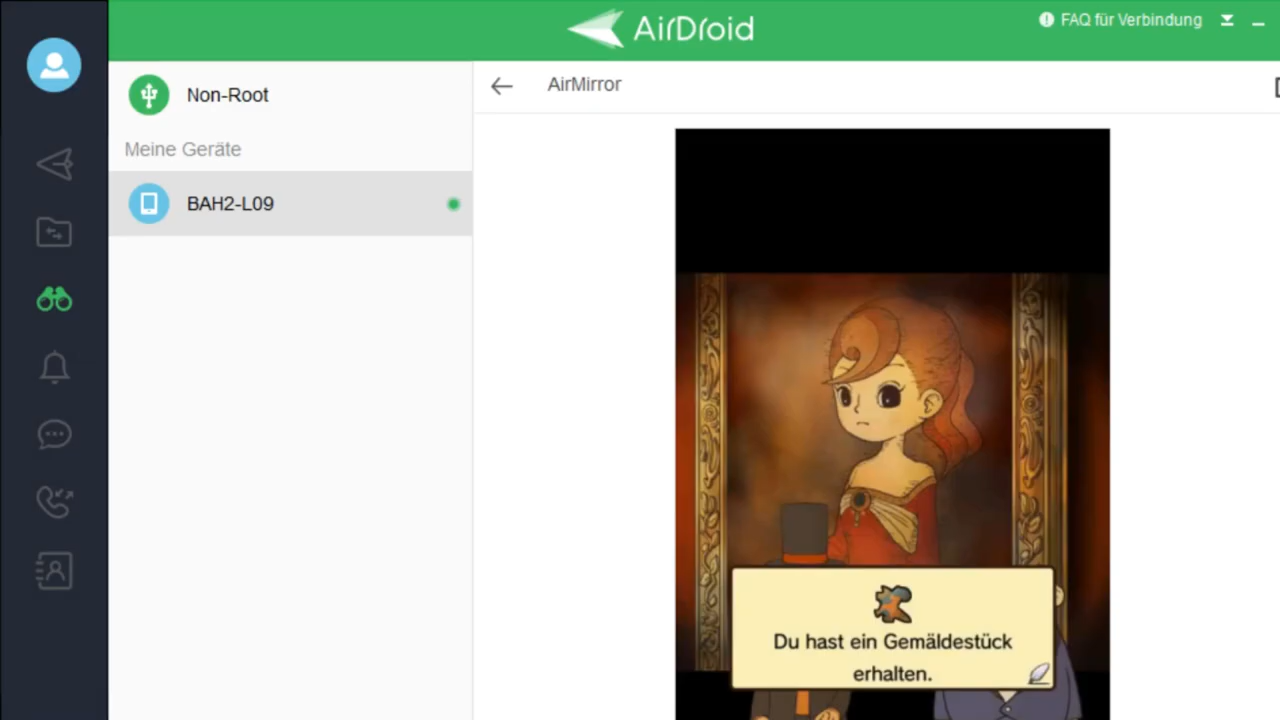 AirDroid
FAQ für Verbindung
Non-Root
Meine Geräte
BAH2-L09
AirMirror
Du hast ein Gemäldestück
erhalten.